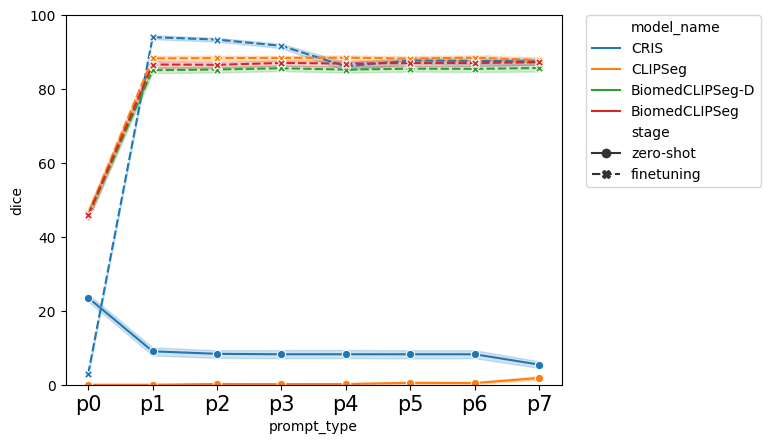 100
80
60
40
20
0
dice
p0 p1 p2 p3 p4 p5 p6 p7
prompt_type
model_name
CRIS
CLIPSeg
BiomedCLIPSeg-D
BiomedCLIPSeg
stage
zero-shot
finetuning